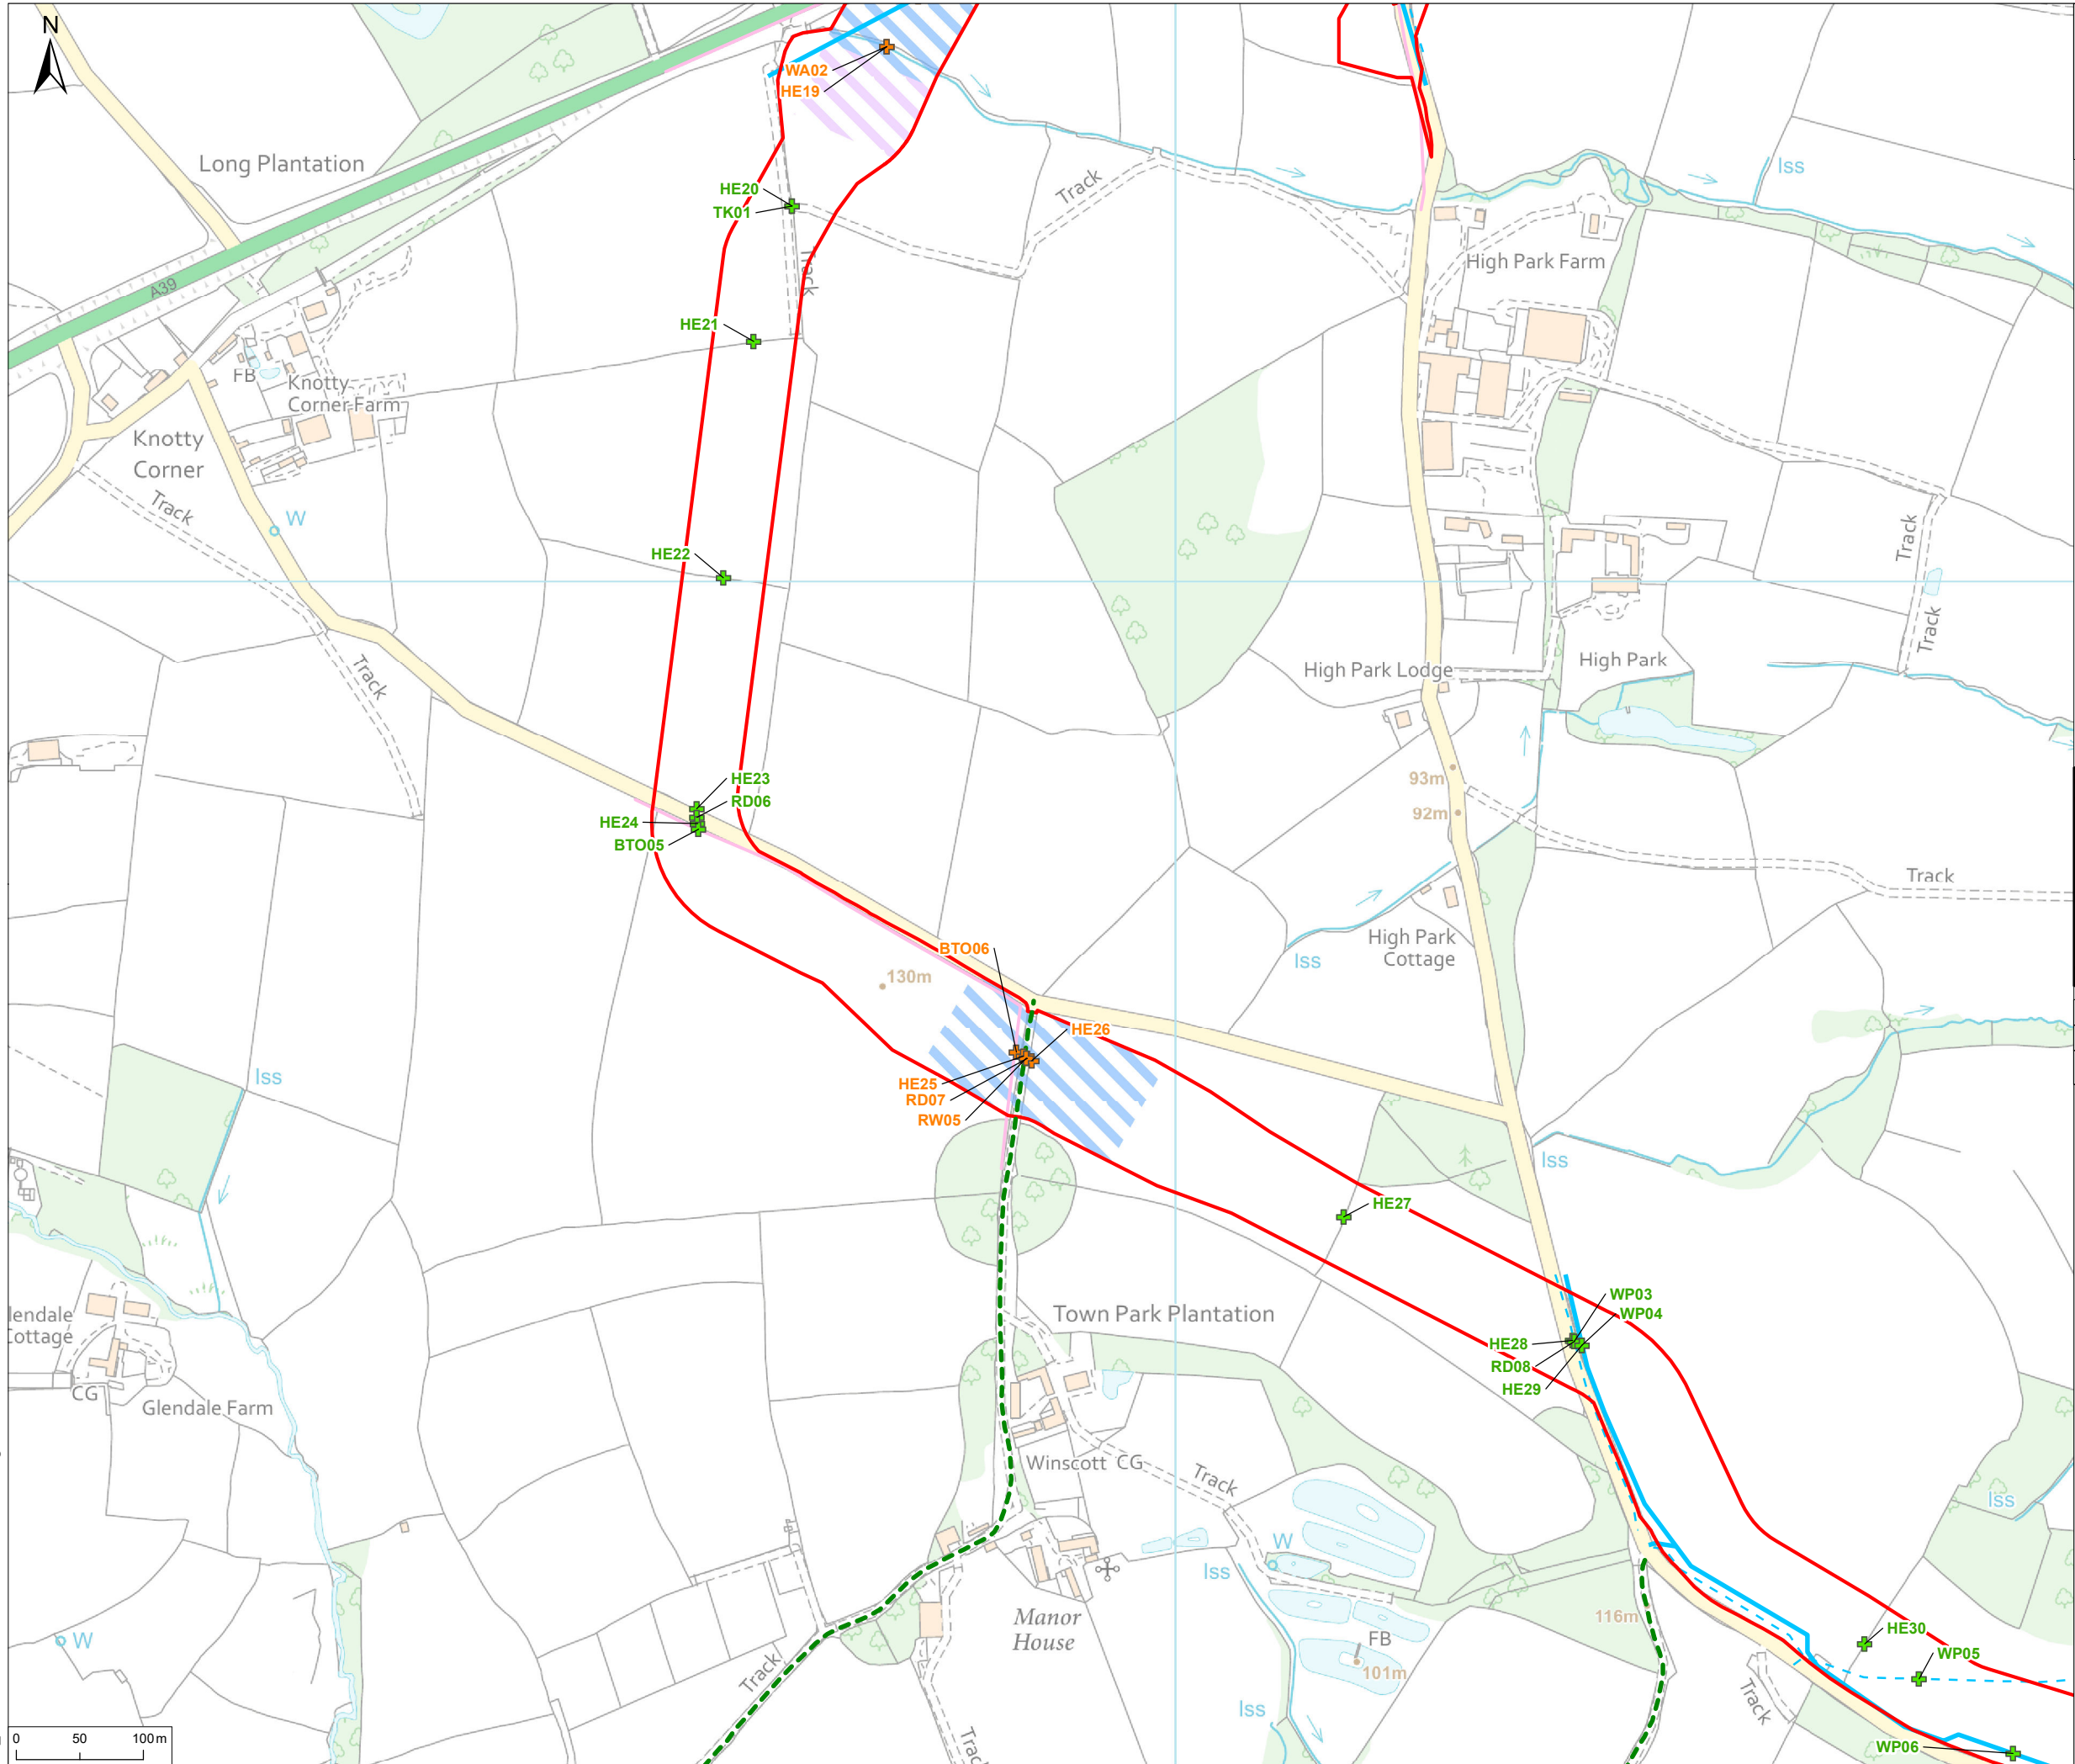 N
WA02
HE19
Long Plantation
Iss
HE20
TK01
Track
Track
High Park Farm
A39
HE21
FB
Knotty
Corner Farm
Knotty
Corner
Track
W
Track
HE22
Track
High Park Lodge
High Park
Track
HE23
RD06
HE24
BTO05
93m
92m
Track
BTO06
130m
High Park
Cottage
Iss
HE26
Iss
HE25
RD07
RW05
Iss
HE27
WP03
WP04
Town Park Plantation
lendale
Cottage
HE28
RD08
HE29
CG
Glendale Farm
Winscott CG
Track
Iss
W
Iss
Manor
House
116m
FB
HE30
W
101m
WP05
Track
Track
Iss
Track
WP06
0 50 100 m